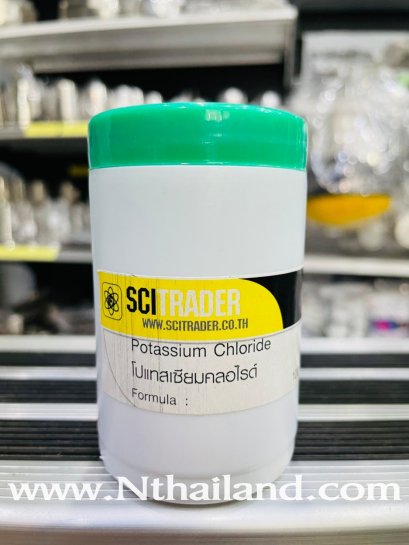 SCITRADER
WWW.SCITRADER.CO.TH
Potassium Chloride
โปแทสเซียมคลอไรด์
Formula :
www.Nthailand.com